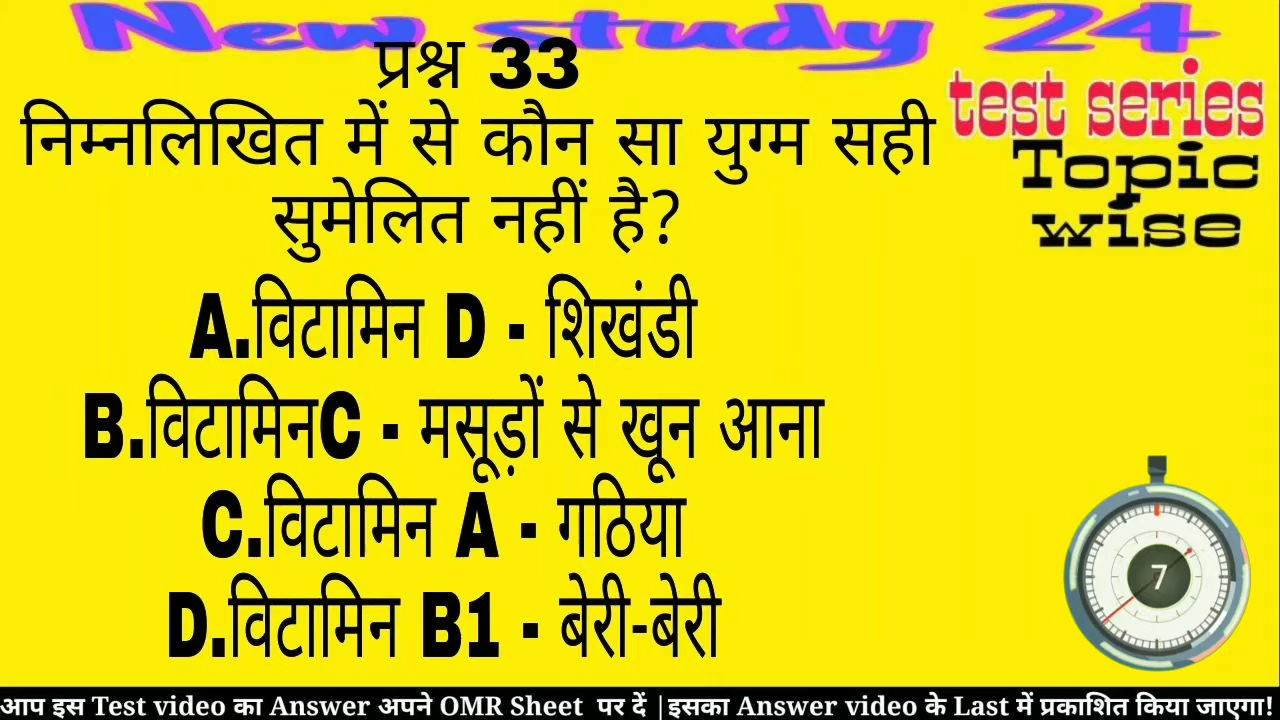 New study 24
प्रश्न 33
निम्नलिखित में से कौन सा युग्म सही
सुमेलित नहीं है?
test series
Topic
wise
A.विटामिन D - शिखंडी
B.विटामिनC - मसूड़ों से खून आना
C.विटामिन A - गठिया
D.विटामिन B1 - बेरी-बेरी
7
आप इस Test video का Answer अपने OMR Sheet पर दें |इसका Answer video के Last में प्रकाशित किया जाएगा!